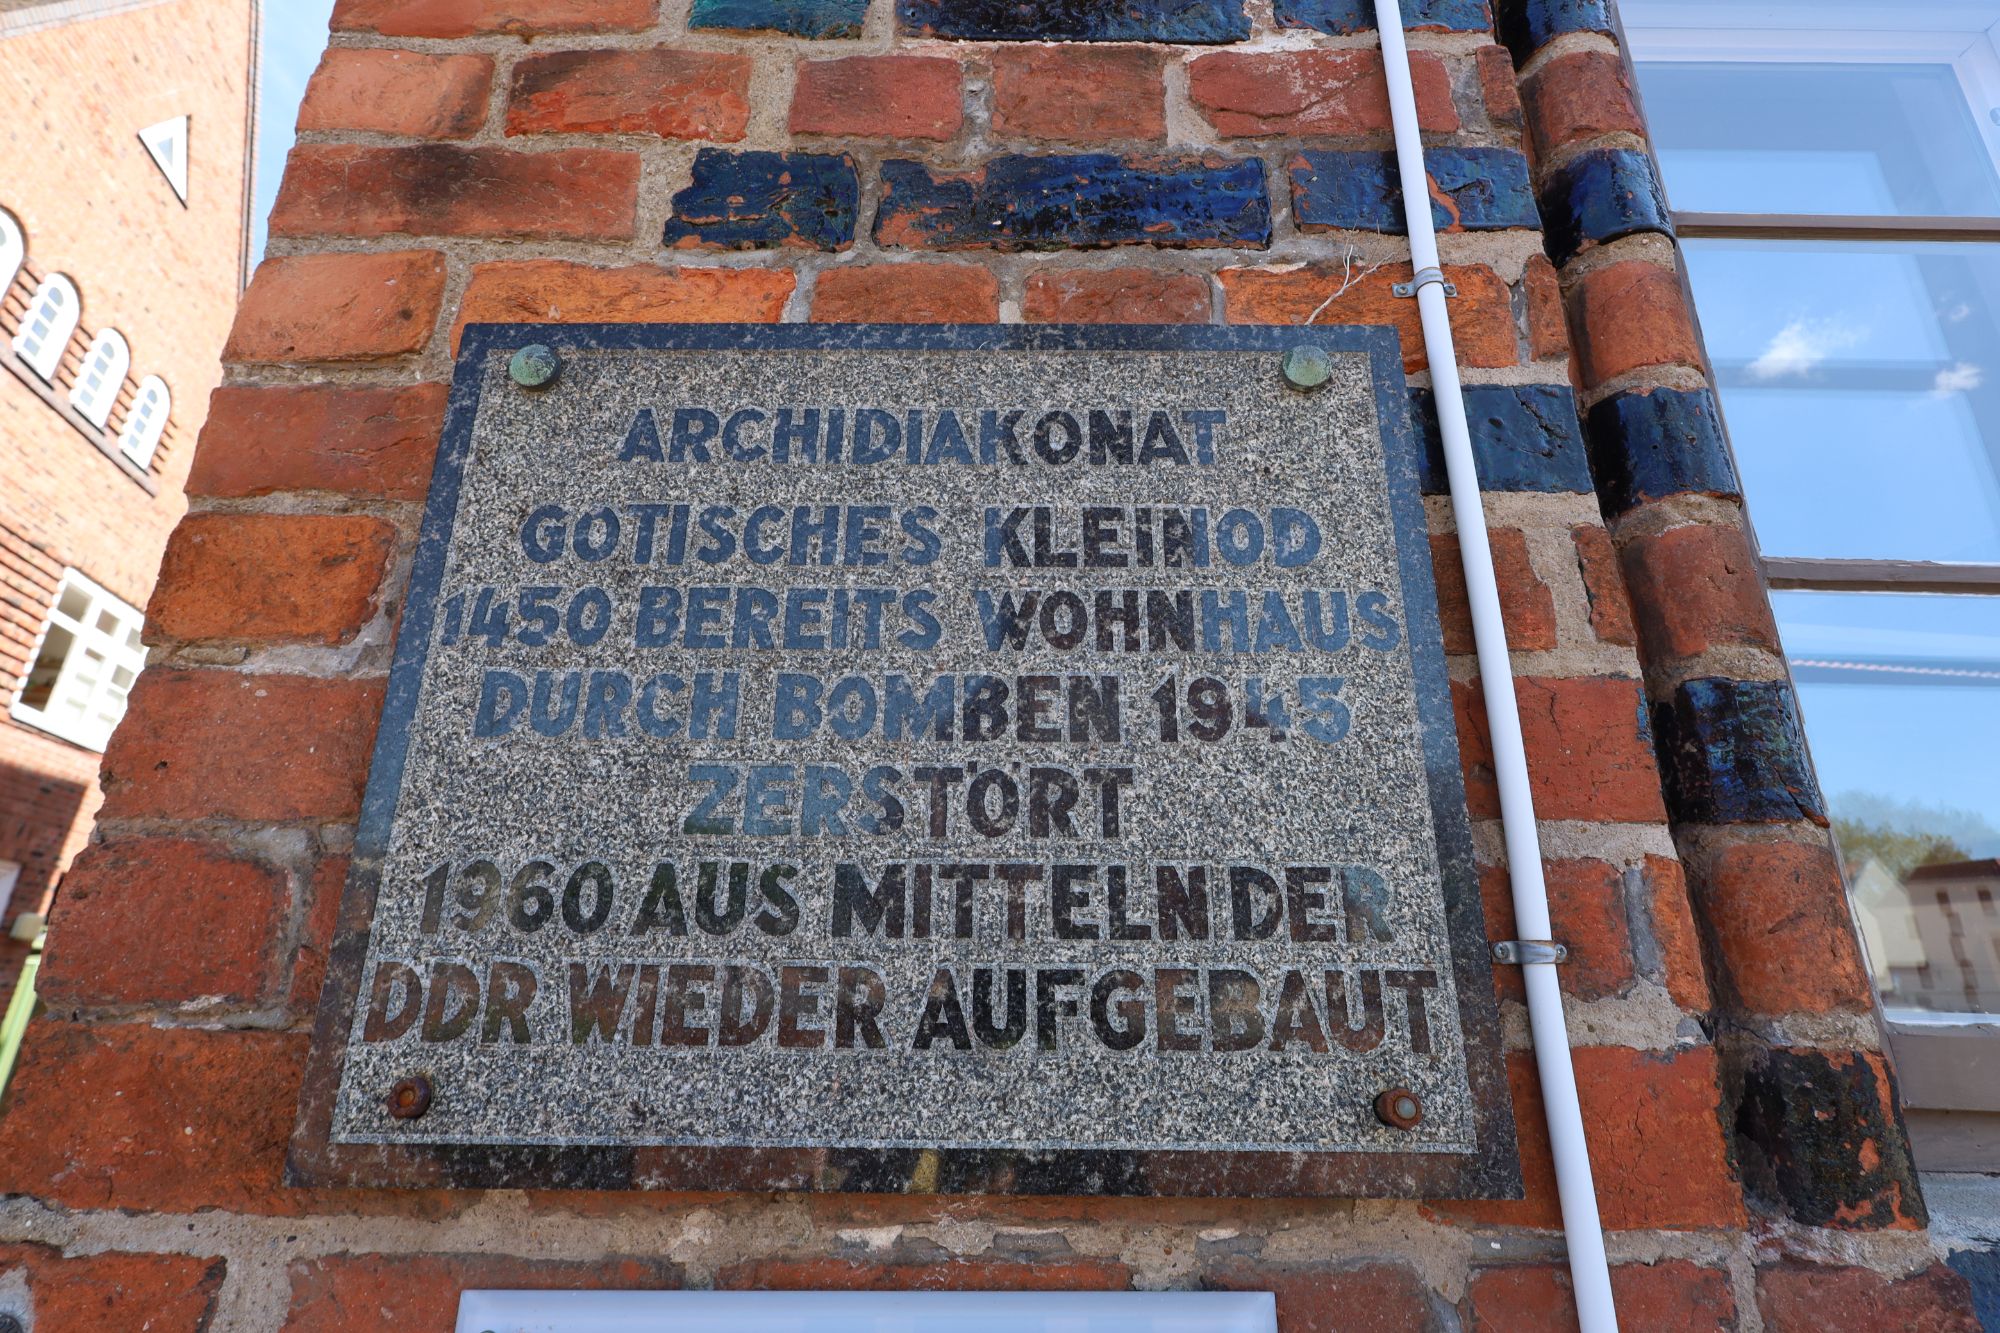 ARCHIDIAKONAT
GOTISCHES KLEINOD
1450 BEREITS WOHNHAUS
DURCH BOMBEN 1945
ZERSTÖRT
1960 AUS MITTELN DER
DDR WIEDER AUFGEBAUT